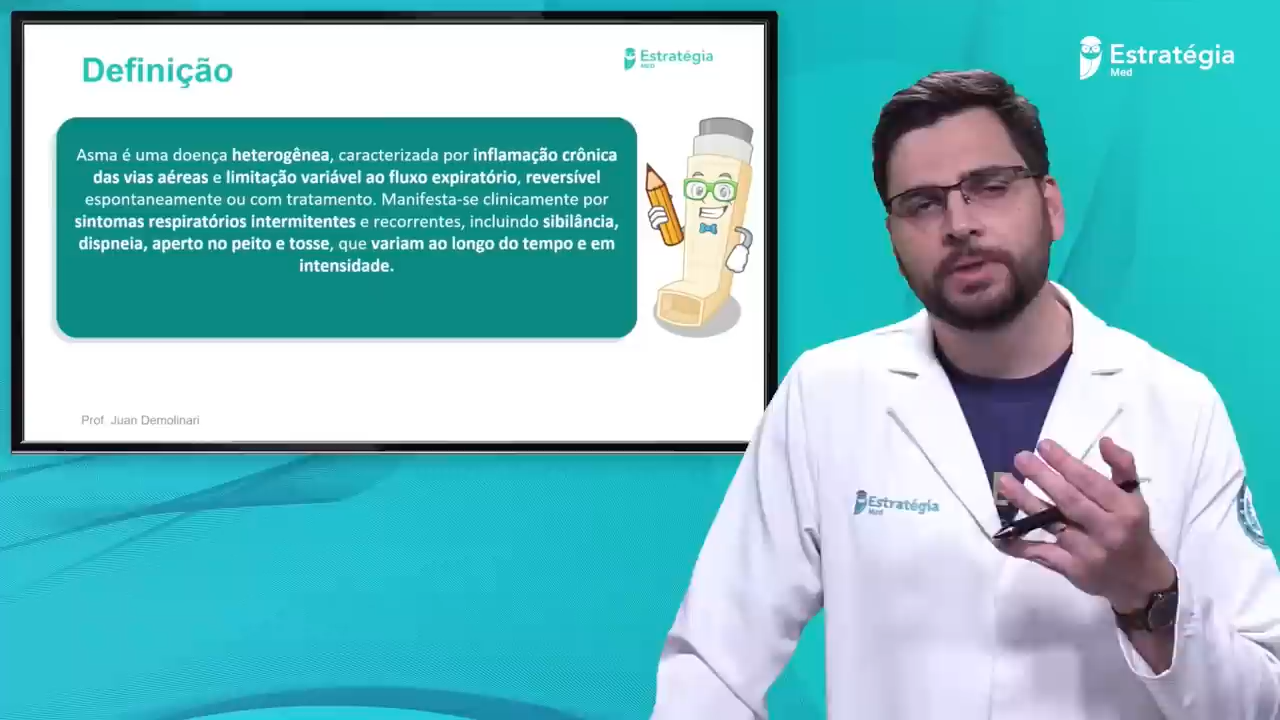 Definição
Estratégia
MED
Asma é uma doença heterogênea, caracterizada por inflamação crônica
das vias aéreas e limitação variável ao fluxo expiratório, reversível
espontaneamente ou com tratamento. Manifesta-se clinicamente por
sintomas respiratórios intermitentes e recorrentes, incluindo sibilância,
dispneia, aperto no peito e tosse, que variam ao longo do tempo e em
intensidade.
Prof. Juan Demolinari
Estratégia
Med
Estratégia
Med